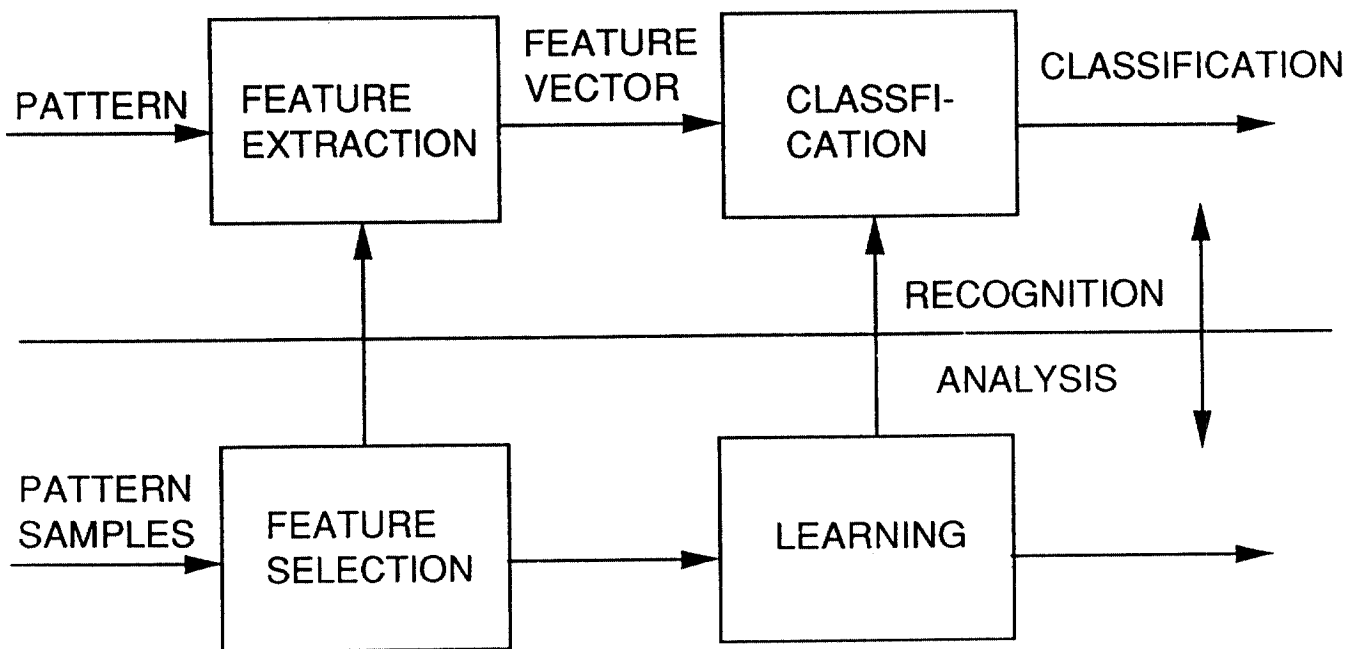 PATTERN
FEATURE
EXTRACTION
FEATURE
VECTOR
CLASSFI-
CATION
CLASSIFICATION
RECOGNITION
ANALYSIS
PATTERN
SAMPLES
FEATURE
SELECTION
LEARNING